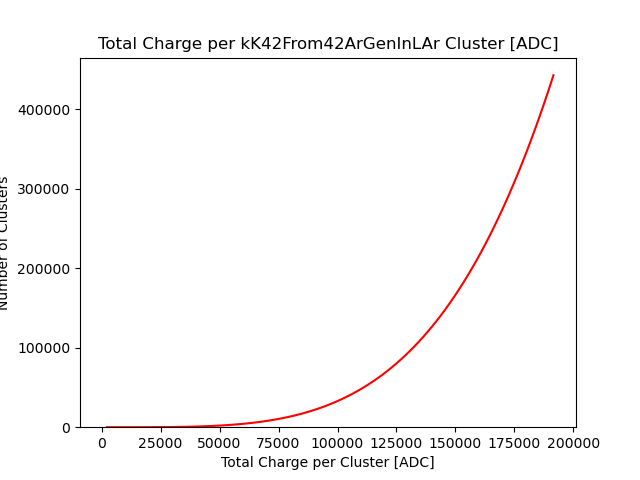 Total Charge per kK42From42ArGenInLAr Cluster [ADC]
400000
300000
200000
100000
0
Number of Clusters
0 25000 50000 75000 100000 125000 150000 175000 200000
Total Charge per Cluster [ADC]